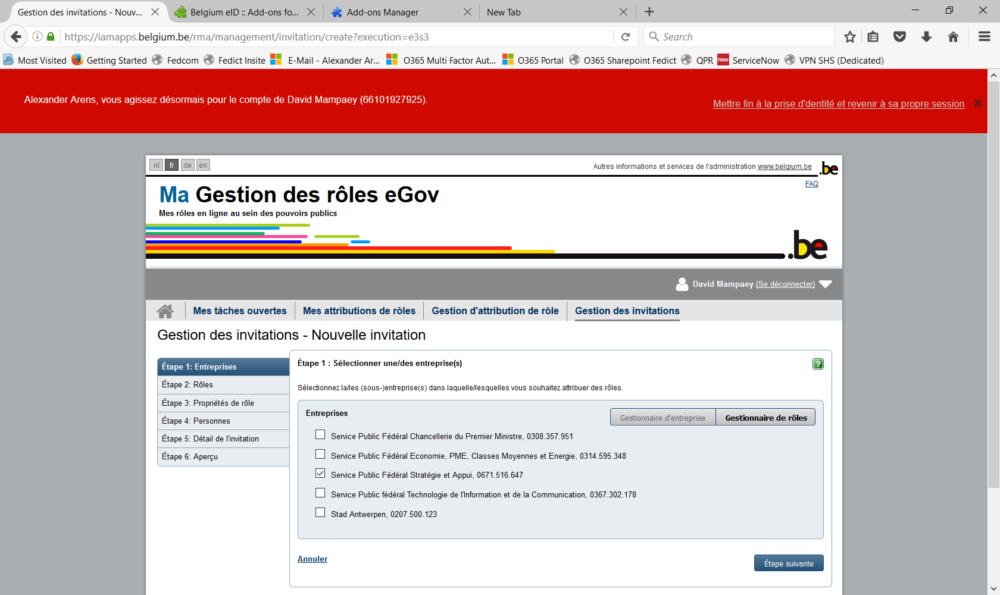 Gestion des invitations - Nouv...
Belgium eID :: Add-ons fo...
Add-ons Manager
New Tab
https://iamapps.belgium.be/rma/management/invitation/create?execution=e3s3
Search
Most Visited
Getting Started
Fedcom
Fedict Insite
E-Mail - Alexander Ar...
O365 Multi Factor Aut...
O365 Portal
O365 Sharepoint Fedict
QPR
now
ServiceNow
VPN SHS (Dedicated)
Alexander Arens, vous agissez désormais pour le compte de David Mampaey (66101927925).
Mettre fin à la prise d'dentité et revenir à sa propre session
nl
fr
de
en
Autres informations et services de l'administration www.belgium.be
.be
FAQ
Ma Gestion des rôles eGov
Mes rôles en ligne au sein des pouvoirs publics
.be
David Mampaey (Se déconnecter)
Mes tâches ouvertes
Mes attributions de rôles
Gestion d'attribution de rôle
Gestion des invitations
Gestion des invitations - Nouvelle invitation
Étape 1: Entreprises
Étape 2: Rôles
Étape 3: Propriétés de rôle
Étape 4: Personnes
Étape 5: Détail de l'invitation
Étape 6: Aperçu
Étape 1 : Sélectionner une/des entreprise(s)
?
Sélectionnez la/les (sous-)entreprise(s) dans laquelle/lesquelles vous souhaitez attribuer des rôles.
Entreprises
Gestionnaire d'entreprise
Gestionnaire de rôles
Service Public Fédéral Chancellerie du Premier Ministre, 0308.357.951
Service Public Fédéral Economie, PME, Classes Moyennes et Energie, 0314.595.348
Service Public Fédéral Stratégie et Appui, 0671.516.647
Service Public fédéral Technologie de l'Information et de la Communication, 0367.302.178
Stad Antwerpen, 0207.500.123
Annuler
Étape suivante